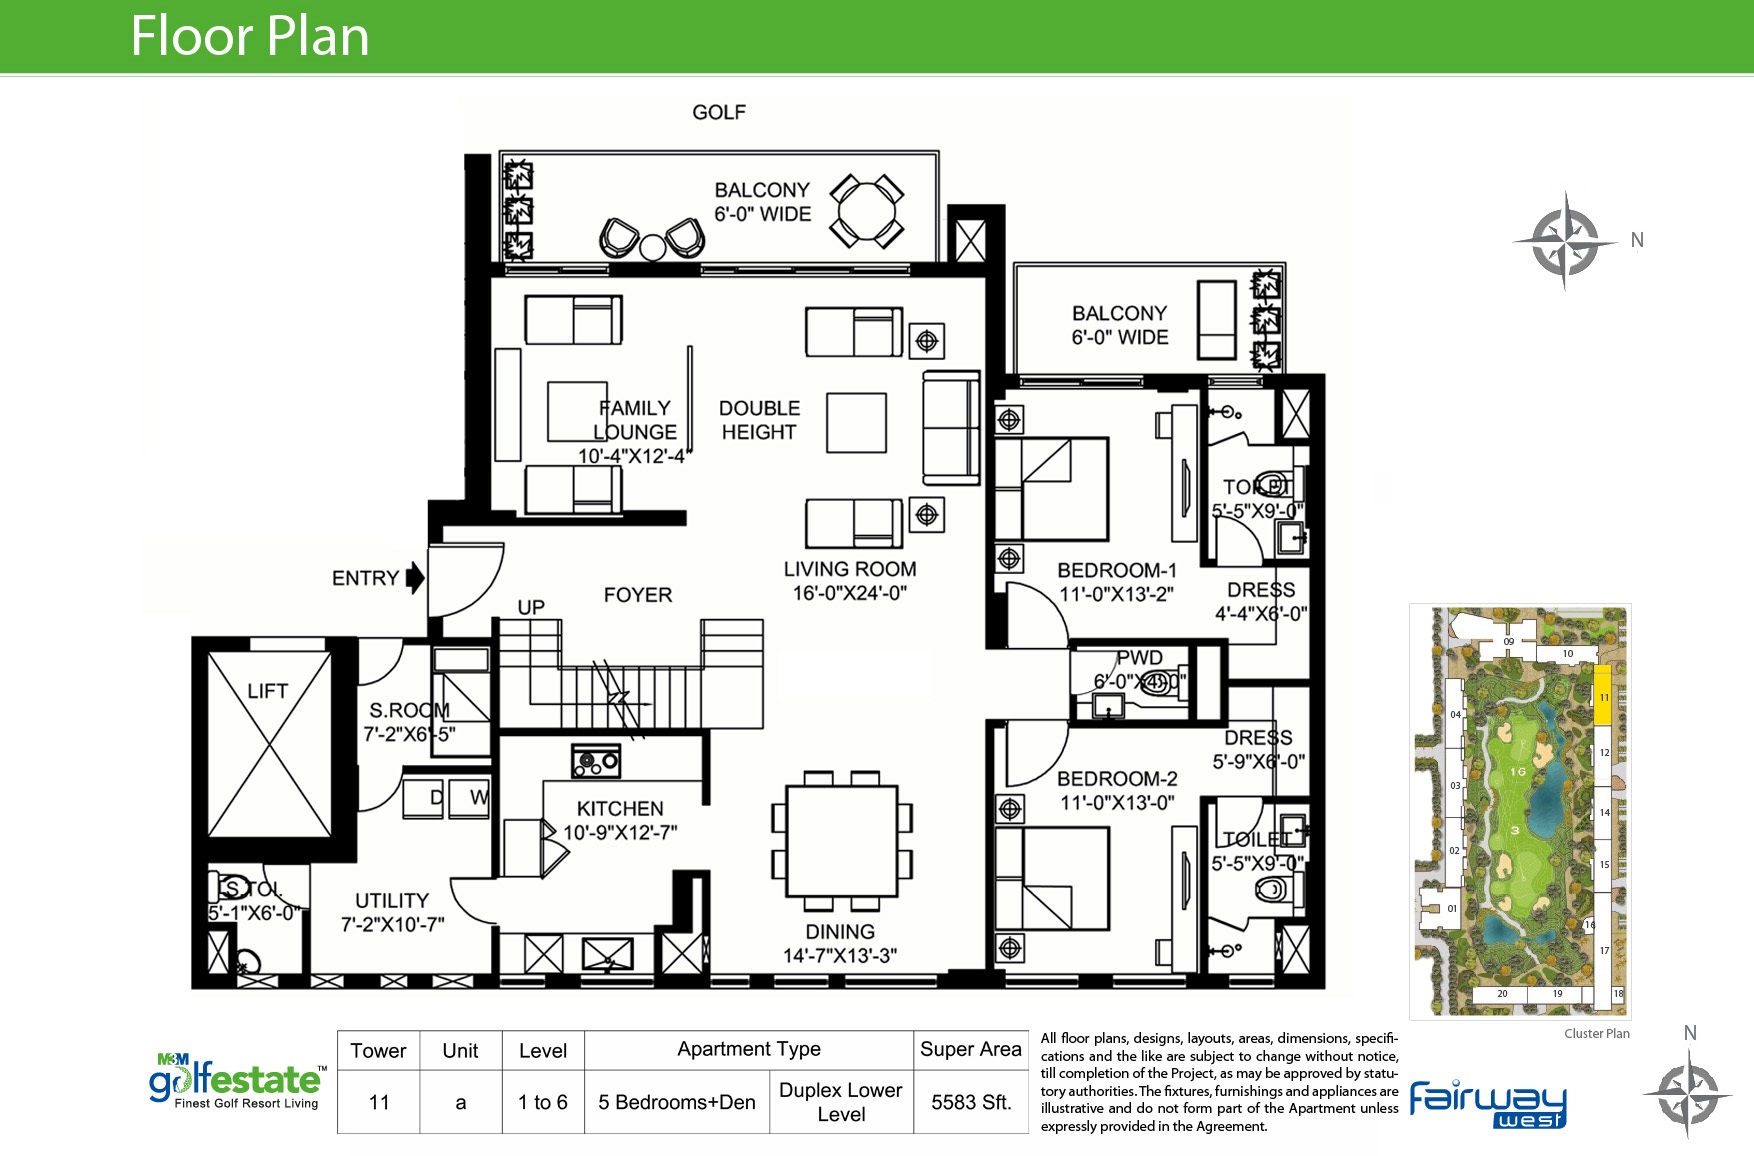 Floor Plan
GOLF
BALCONY
6'-0" WIDE
N
BALCONY
6'-0" WIDE
FAMILY
LOUNGE
10'-4"X12'-4"
DOUBLE
HEIGHT
TOILET
5'-5"X9'-0"
ENTRY
FOYER
LIVING ROOM
16'-0"X24'-0"
BEDROOM-1
11'-0"X13'-2"
DRESS
4'-4"X6'-0"
UP
LIFT
S.ROOM
7'-2"X6'-5"
PWD
6'-0"X4'-0"
DRESS
5'-9"X6'-0"
BEDROOM-2
11'-0"X13'-0"
D
W
KITCHEN
10'-9"X12'-7"
TOILET
5'-5"X9'-0"
S.TOI.
5'-1"X6'-0"
UTILITY
7'-2"X10'-7"
DINING
14'-7"X13'-3"
09
10
11
04
12
16
03
14
3
02
15
01
16
17
20
19
18
Cluster Plan
N
M3M
golfestate™
Finest Golf Resort Living
Tower Unit Level Apartment Type Super Area
11 a 1 to 6 5 Bedrooms+Den Duplex Lower Level 5583 Sft.
All floor plans, designs, layouts, areas, dimensions, specifi-
cations and the like are subject to change without notice,
till completion of the Project, as may be approved by statu-
tory authorities. The fixtures, furnishings and appliances are
illustrative and do not form part of the Apartment unless
expressly provided in the Agreement.
Fairway
west